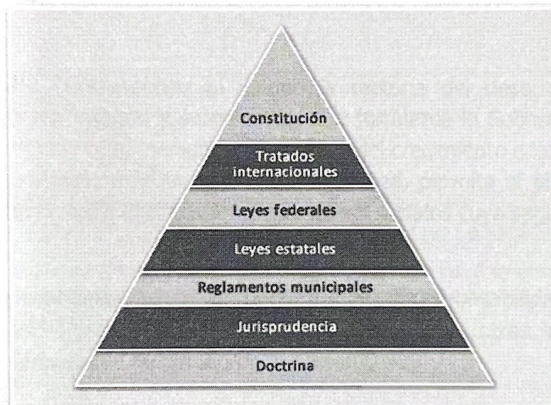 Constitución
Tratados
internacionales
Leyes federales
Leyes estatales
Reglamentos municipales
Jurisprudencia
Doctrina